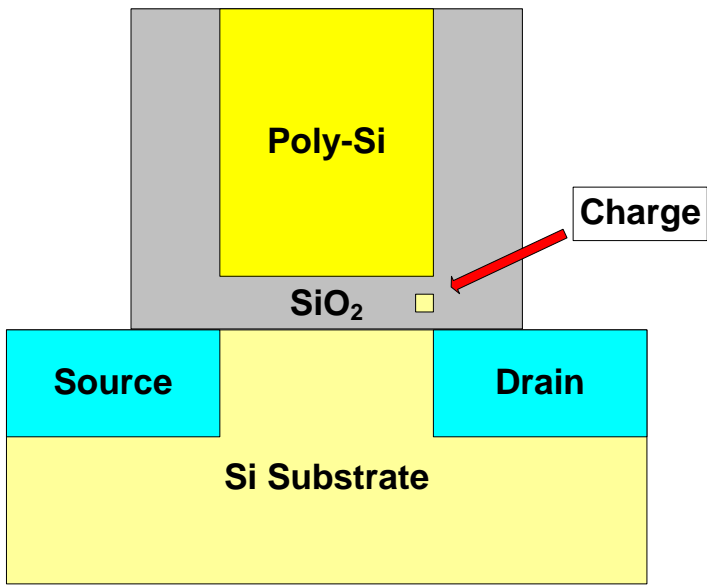 Poly-Si
Charge
SiO₂
Source
Drain
Si Substrate